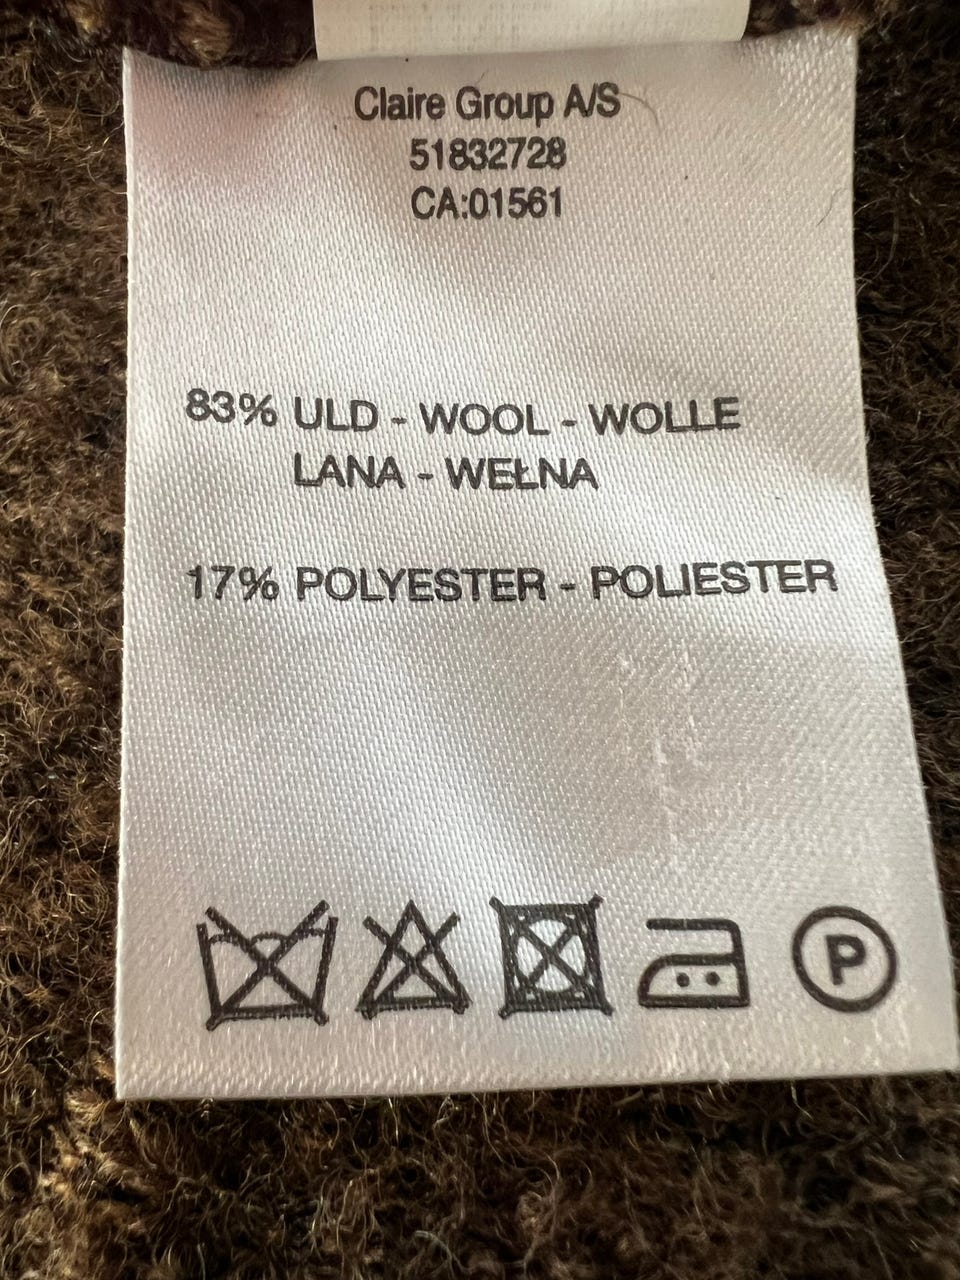 Claire Group A/S
51832728
CA:01561
83% ULD - WOOL - WOLLE
LANA - WEŁNA
17% POLYESTER - POLIESTER
P